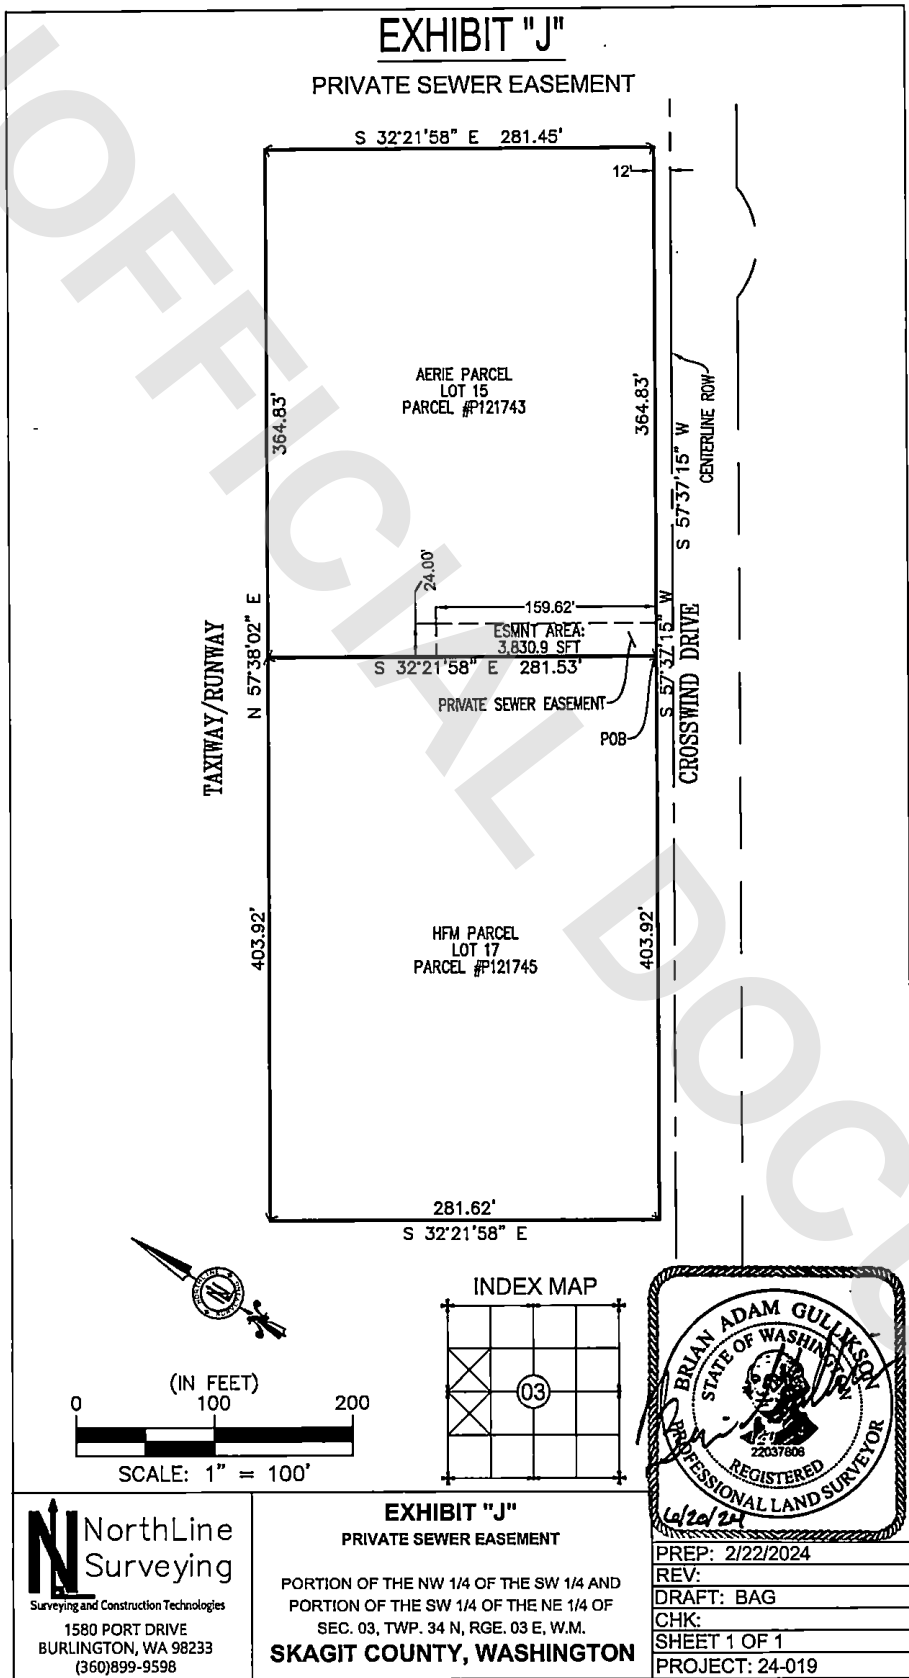 EXHIBIT "J"
PRIVATE SEWER EASEMENT
S 32°21'58" E 281.45'
12'
AERIE PARCEL
LOT 15
PARCEL #P121743
364.83'
364.83'
CENTERLINE ROW
S 57°37'15" W
24.00'
159.62'
ESMNT AREA:
3,830.9 SFT
S 32°21'58" E 281.53'
PRIVATE SEWER EASEMENT
POB
S 57°37'15" W
CROSSWIND DRIVE
N 57°38'02" E
TAXIWAY/RUNWAY
HFM PARCEL
LOT 17
PARCEL #P121745
403.92'
403.92'
281.62'
S 32°21'58" E
INDEX MAP
03
(IN FEET)
0 100 200
SCALE: 1" = 100'
BRIAN ADAM GULLIKSON
STATE OF WASHINGTON
22037808
REGISTERED
PROFESSIONAL LAND SURVEYOR
6/20/24
NorthLine
Surveying
Surveying and Construction Technologies
1580 PORT DRIVE
BURLINGTON, WA 98233
(360)899-9598
EXHIBIT "J"
PRIVATE SEWER EASEMENT
PORTION OF THE NW 1/4 OF THE SW 1/4 AND
PORTION OF THE SW 1/4 OF THE NE 1/4 OF
SEC. 03, TWP. 34 N, RGE. 03 E, W.M.
SKAGIT COUNTY, WASHINGTON
PREP: 2/22/2024
REV:
DRAFT: BAG
CHK:
SHEET 1 OF 1
PROJECT: 24-019